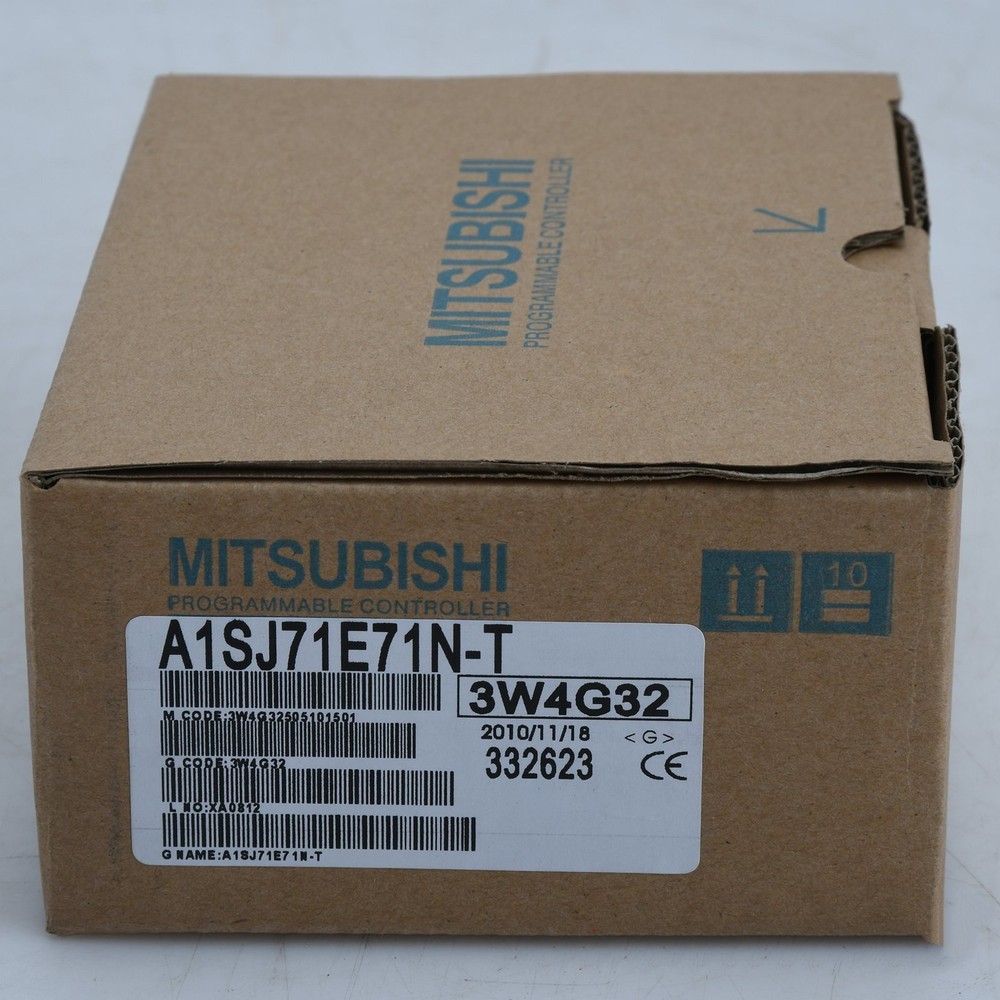 MITSUBISHI
PROGRAMMABLE CONTROLLER
MITSUBISHI
PROGRAMMABLE CONTROLLER
10
A1SJ71E71N-T
3W4G32
M CODE:3W4G32505101501
2010/11/18 <G>
G CODE:3W4G32
332623 CE
L NO:XA0812
G NAME:A1SJ71E71N-T